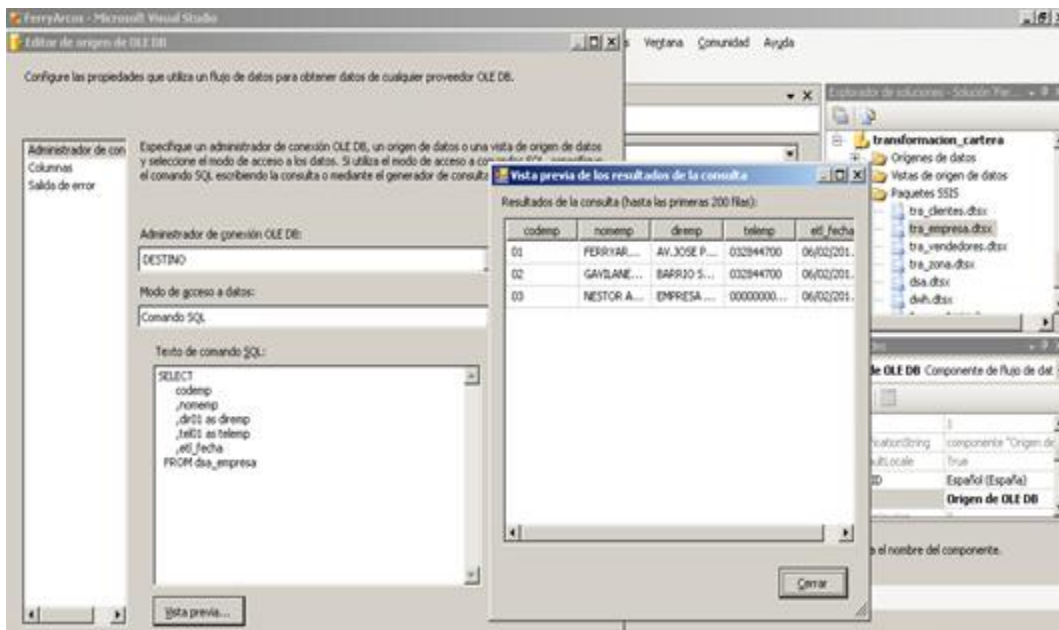 FerryArcos - Microsoft Visual Studio
Editor de origen de OLE DB
Ventana Comunidad Ayuda
Configure las propiedades que utiliza un flujo de datos para obtener datos de cualquier proveedor OLE DB.
Explorador de soluciones - Solución
Administrador de con
Columnas
Salida de error
Especifique un administrador de conexión OLE DB, un origen de datos o una vista de origen de datos
y seleccione el modo de acceso a los datos. Si utiliza el modo de acceso a comandos SQL, especifique
el comando SQL escribiendo la consulta o mediante el generador de consulta
Administrador de conexión OLE DB:
DESTINO
Modo de acceso a datos:
Comando SQL
Texto de comando SQL:
SELECT
codemp
,nomemp
,dir01 as diremp
,tel01 as telemp
,etl_fecha
FROM dsa_empresa
Vista previa...
Vista previa de los resultados de la consulta
Resultados de la consulta (hasta las primeras 200 filas):
codemp nomemp diremp telemp etl_fecha
01 FERRYAR... AV.JOSE P... 032844700 06/02/201.
02 GAVILANE... BARRIO S... 032844700 06/02/201.
03 NESTOR A... EMPRESA ... 00000000... 06/02/201.
Cerrar
transformacion_cartera
Orígenes de datos
Vistas de origen de datos
Paquetes SSIS
tra_clientes.dtsx
tra_empresa.dtsx
tra_vendedores.dtsx
tra_zona.dtsx
dsa.dtsx
dwh.dtsx
de OLE DB Componente de flujo de dat
1
icationString componente "Origen de
ultLocale True
ID Español (España)
Origen de OLE DB
a el nombre del componente.